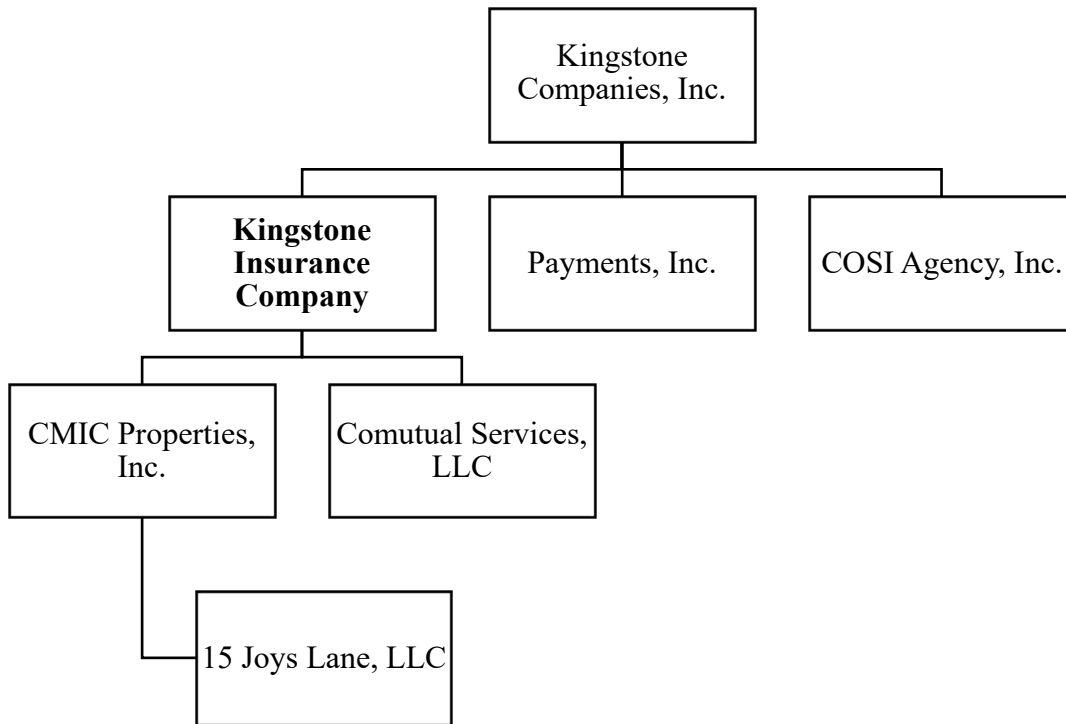 Kingstone
Companies, Inc.
Kingstone
Insurance
Company
Payments, Inc.
COSI Agency, Inc.
CMIC Properties,
Inc.
Comutual Services,
LLC
15 Joys Lane, LLC